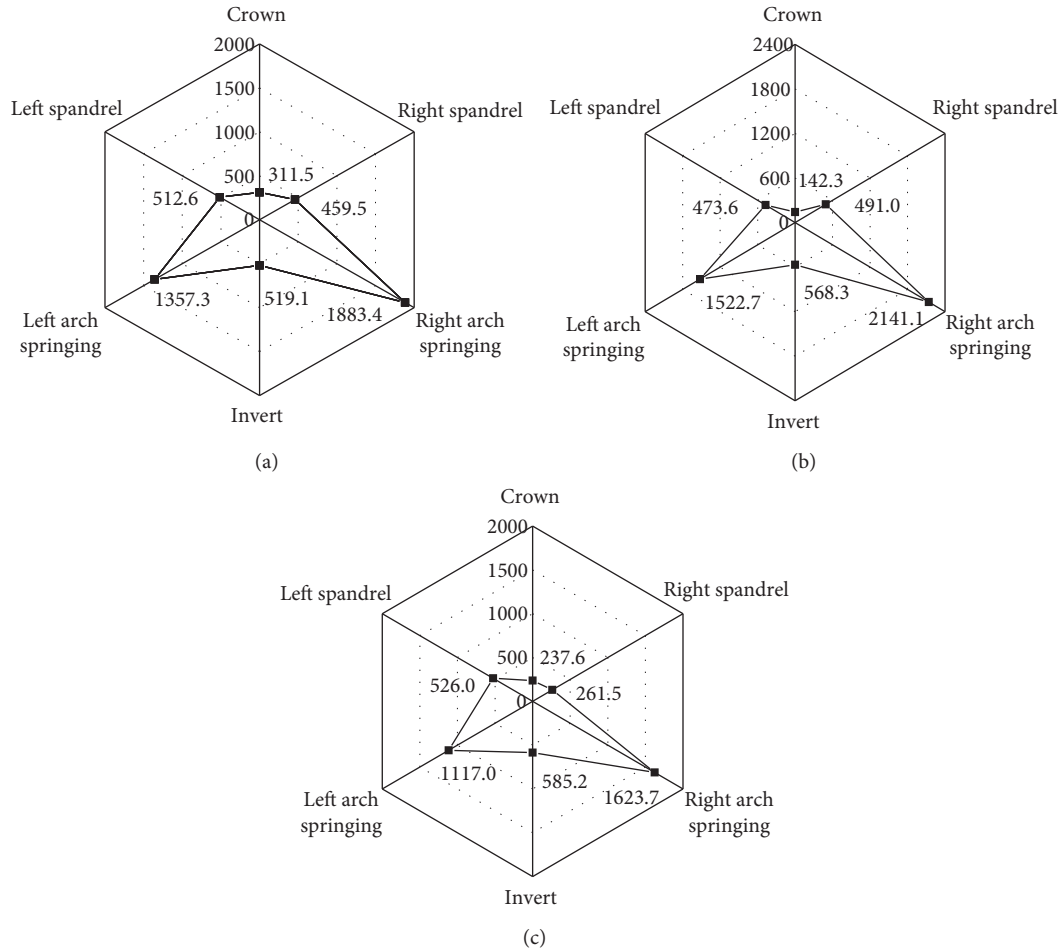 Crown
2000
1500
1000
500
0
Left spandrel
Right spandrel
311.5
512.6
459.5
1357.3
519.1
1883.4
Left arch
springing
Right arch
springing
Invert
(a)
Crown
2400
1800
1200
600
0
Left spandrel
Right spandrel
142.3
473.6
491.0
1522.7
568.3
2141.1
Left arch
springing
Right arch
springing
Invert
(b)
Crown
2000
1500
1000
500
0
Left spandrel
Right spandrel
237.6
526.0
261.5
1117.0
585.2
1623.7
Left arch
springing
Right arch
springing
Invert
(c)